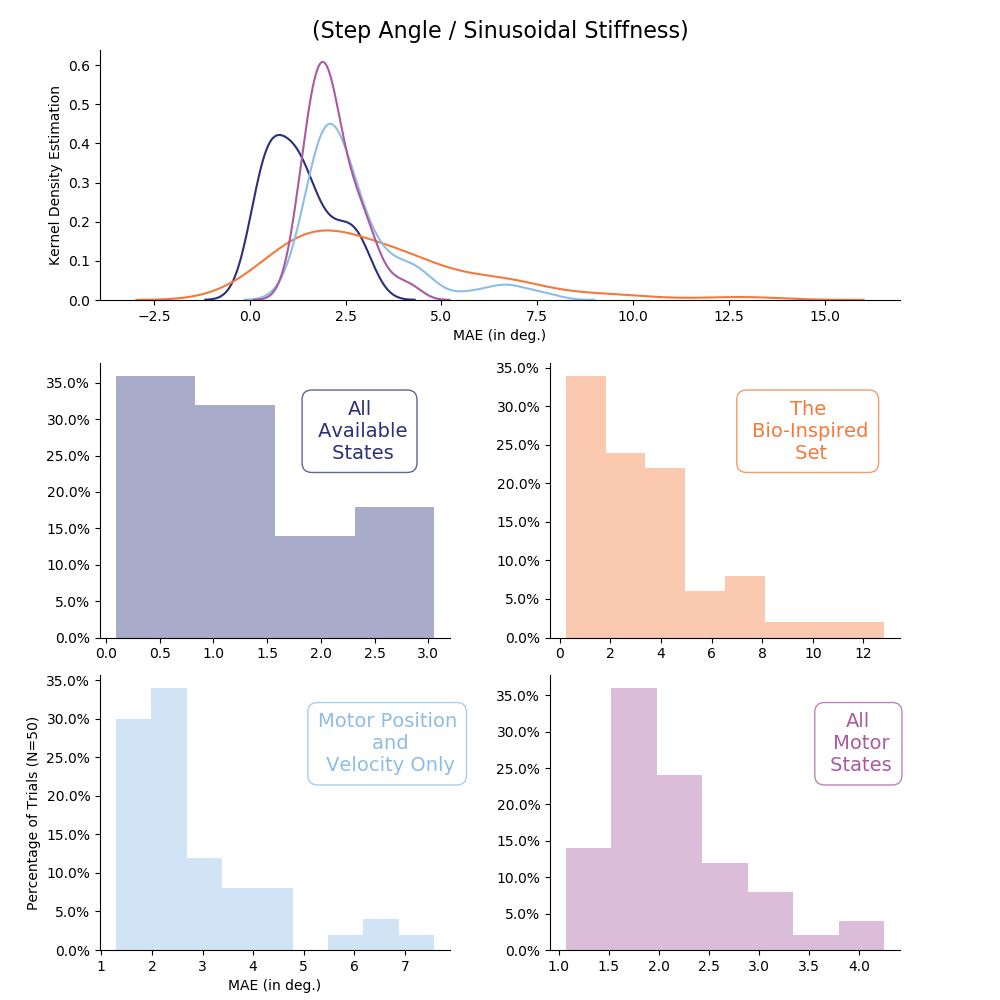 (Step Angle / Sinusoidal Stiffness)
Kernel Density Estimation
0.6
0.5
0.4
0.3
0.2
0.1
0.0
−2.5 0.0 2.5 5.0 7.5 10.0 12.5 15.0
MAE (in deg.)
35.0%
30.0%
25.0%
20.0%
15.0%
10.0%
5.0%
0.0%
0.0 0.5 1.0 1.5 2.0 2.5 3.0
All
Available
States
35.0%
30.0%
25.0%
20.0%
15.0%
10.0%
5.0%
0.0%
0 2 4 6 8 10 12
The
Bio-Inspired
Set
Percentage of Trials (N=50)
35.0%
30.0%
25.0%
20.0%
15.0%
10.0%
5.0%
0.0%
1 2 3 4 5 6 7
MAE (in deg.)
Motor Position
and
Velocity Only
35.0%
30.0%
25.0%
20.0%
15.0%
10.0%
5.0%
0.0%
1.0 1.5 2.0 2.5 3.0 3.5 4.0
All
Motor
States